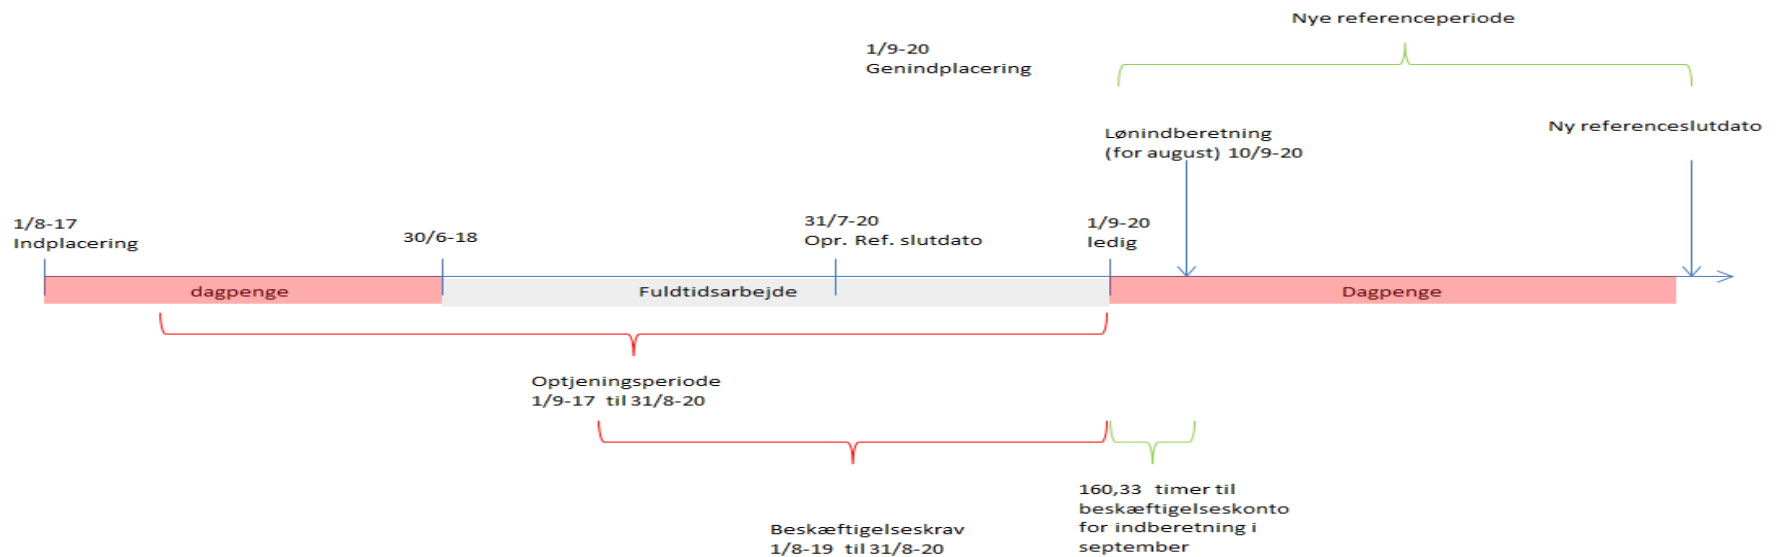 Nye referenceperiode
1/9-20
Genindplacering
Lønindberetning
(for august) 10/9-20
Ny referenceslutdato
1/8-17
Indplacering
30/6-18
31/7-20
Opr. Ref. slutdato
1/9-20
ledig
dagpenge
Fuldtidsarbejde
Dagpenge
Optjeningsperiode
1/9-17 til 31/8-20
Beskæftigelseskrav
1/8-19 til 31/8-20
160,33 timer til
beskæftigelseskonto
for indberetning i
september